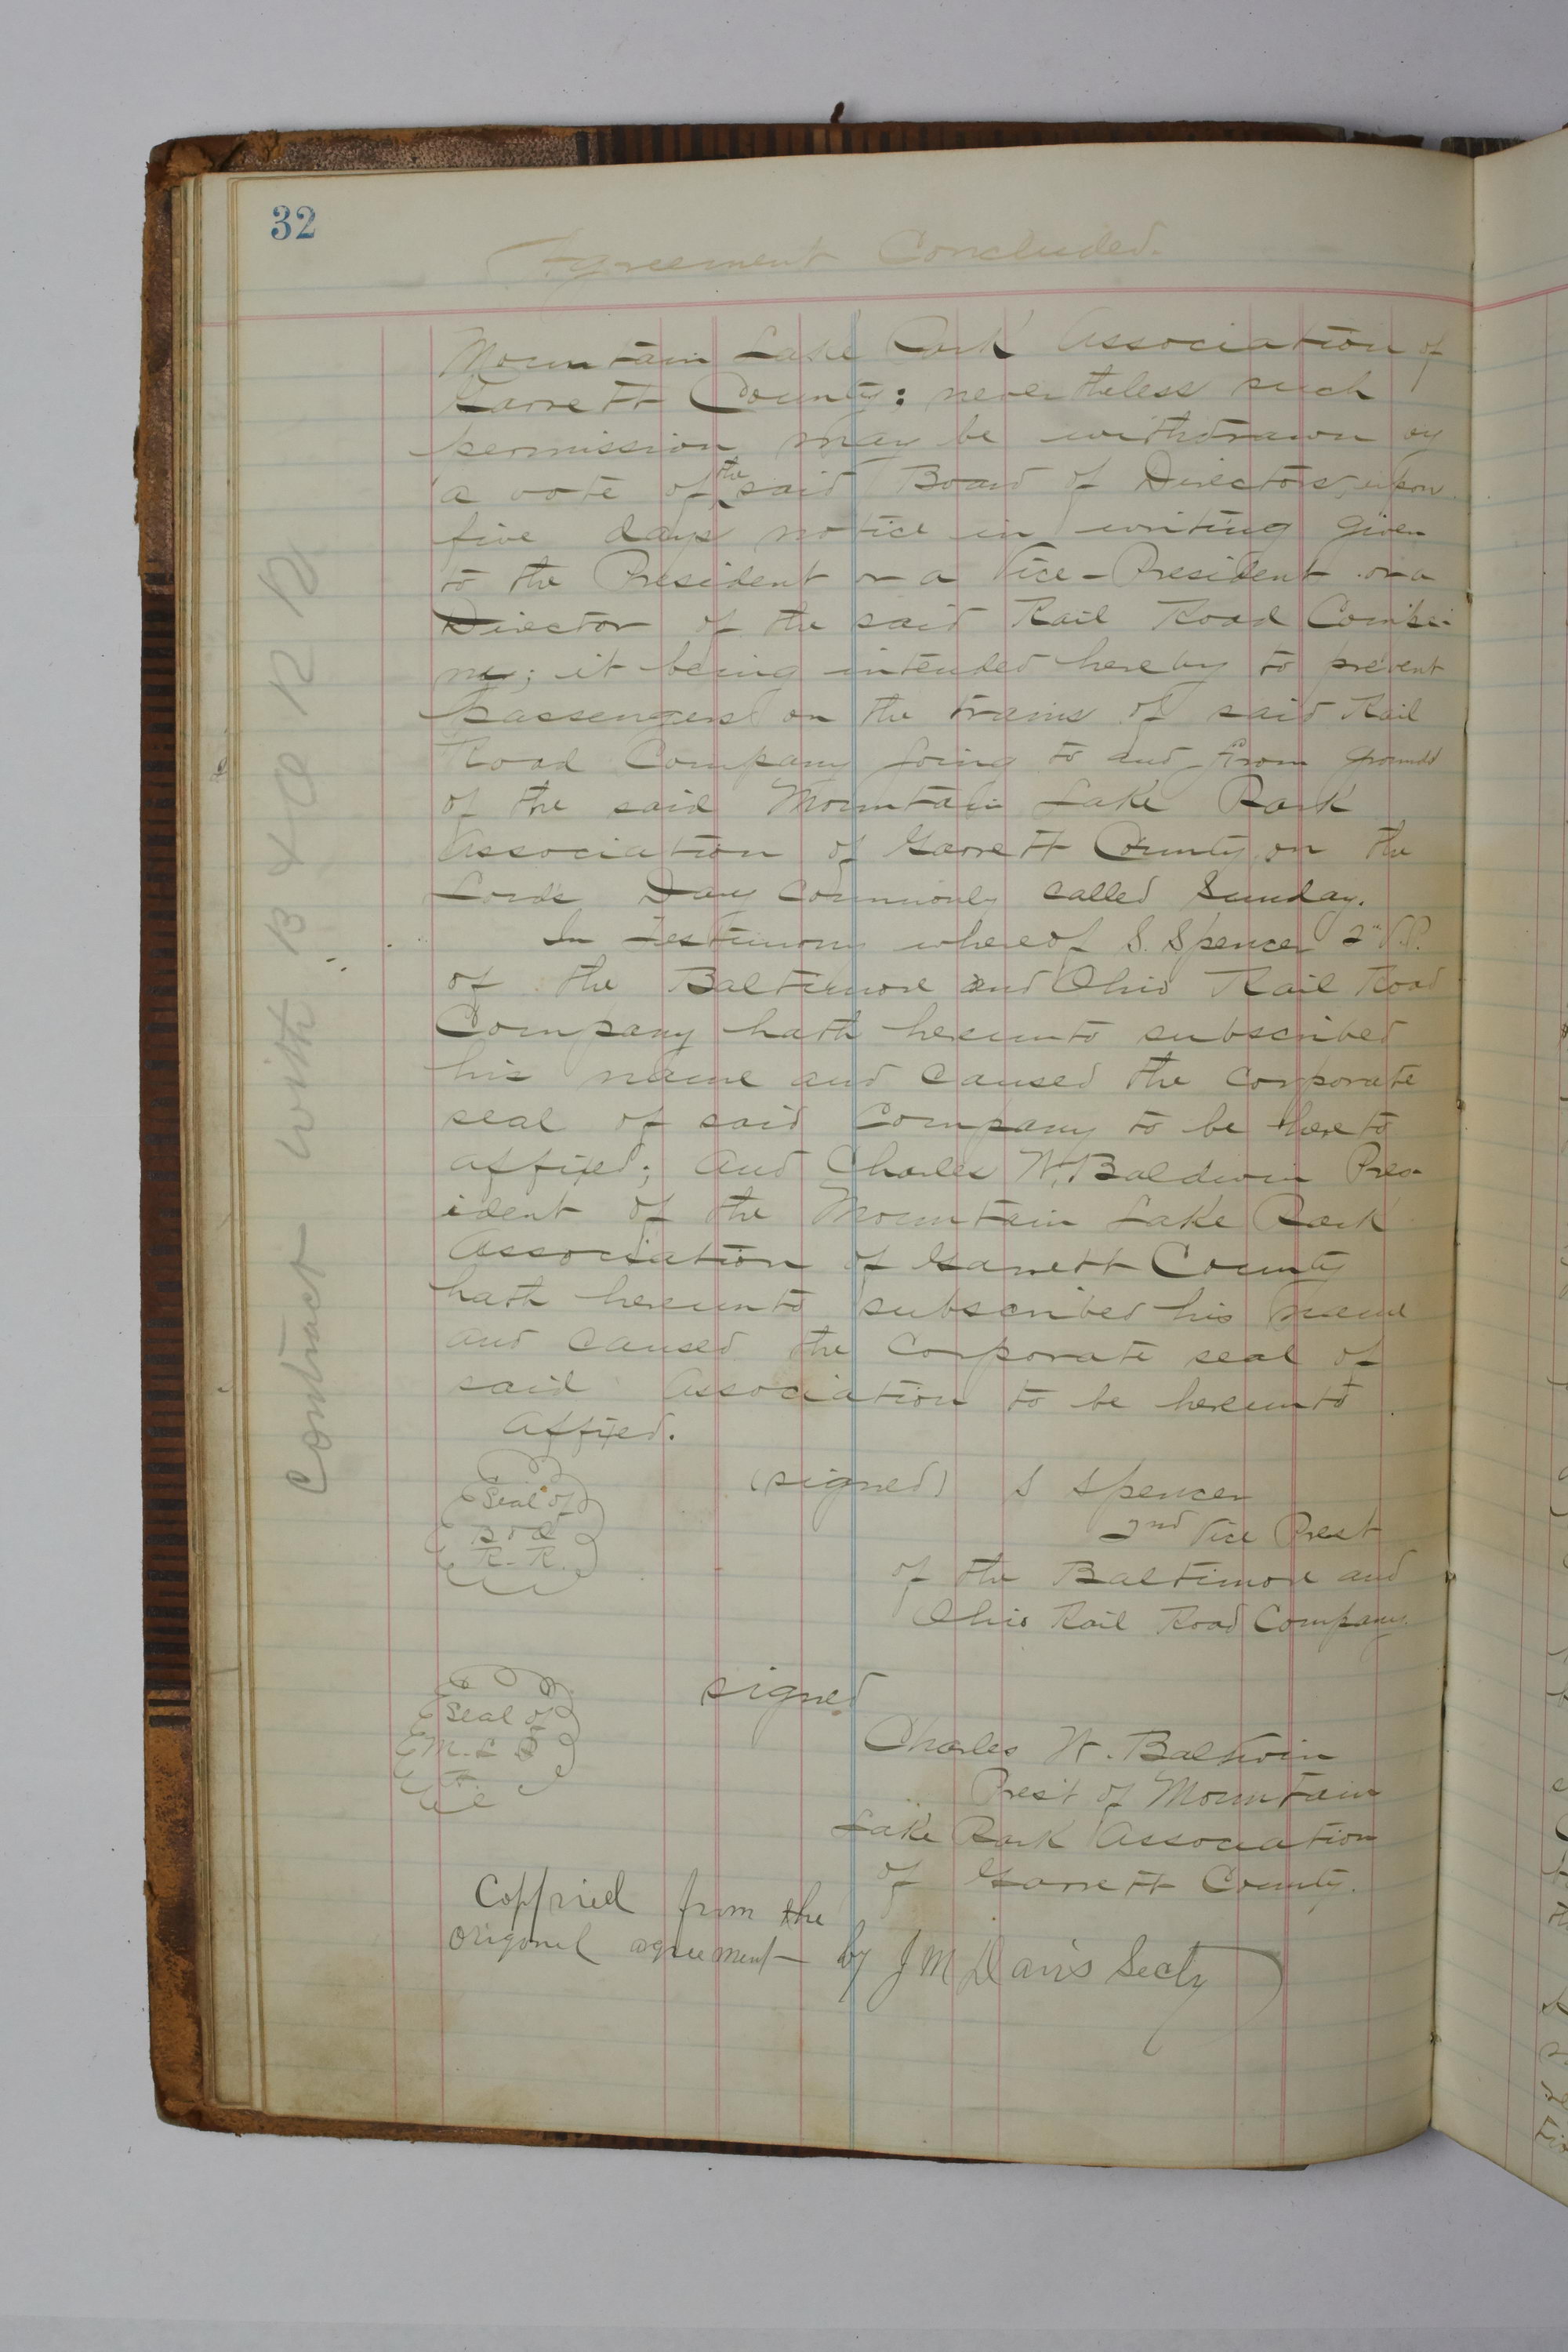 32
Agreement Concluded.
Mountain Lake Park Association of
Garrett County: nevertheless such
permission may be withdrawn by
a vote of the said Board of Directors, upon
five days notice in writing given
to the President or a Vice-President or a
Director of the said Rail Road Compa-
ny; it being intended hereby to prevent
passengers on the trains of said Rail
Road Company going to and from grounds
of the said Mountain Lake Park
Association of Garrett County on the
Lords Day commonly called Sunday.
In testimony whereof S. Spencer 2" V.P.
of the Baltimore and Ohio Rail Road
Company hath hereunto subscribed
his name and caused the corporate
seal of said Company to be hereto
affixed; and Charles W. Baldwin Pres-
ident of the Mountain Lake Park
Association of Garrett County
hath hereunto subscribed his name
and caused the Corporate seal of
said Association to be hereunto
affixed.
(signed) S Spencer
2nd Vice Prest
of the Baltimore and
Ohio Rail Road Company.
Seal of
B & O
R. R.
signed
Charles W. Baldwin
Pres't of Mountain
Lake Park Association
of Garrett County.
Seal of
M. L
Coppied from the
origonel agreement by J M Davis Secty
Contract with B & O R R